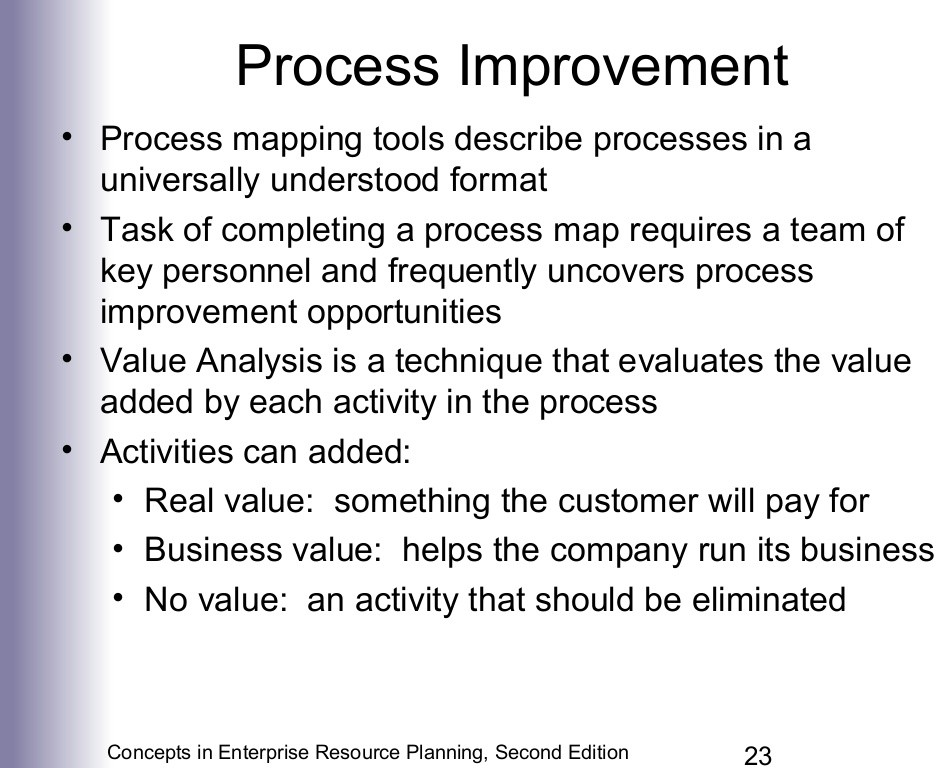 Process Improvement
• Process mapping tools describe processes in a
universally understood format
• Task of completing a process map requires a team of
key personnel and frequently uncovers process
improvement opportunities
• Value Analysis is a technique that evaluates the value
added by each activity in the process
• Activities can added:
• Real value:  something the customer will pay for
• Business value:  helps the company run its business
• No value:  an activity that should be eliminated
Concepts in Enterprise Resource Planning, Second Edition
23